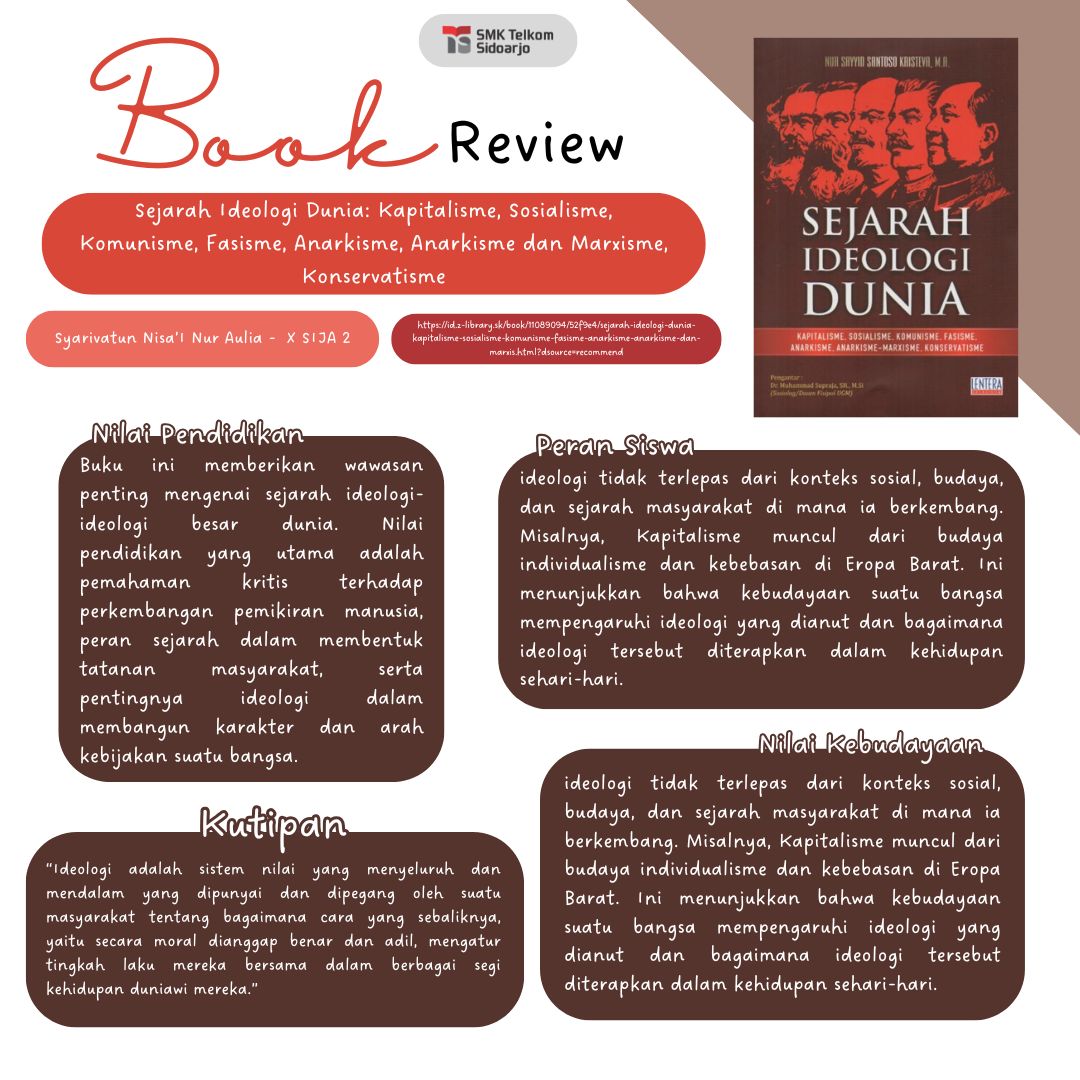 SMK Telkom
Sidoarjo
Book Review
Sejarah Ideologi Dunia: Kapitalisme, Sosialisme,
Komunisme, Fasisme, Anarkisme, Anarkisme dan Marxisme,
Konservatisme
Syarivatun Nisa'I Nur Aulia - X SIJA 2
https://id.z-library.sk/book/11089094/52f9e4/sejarah-ideologi-dunia-
kapitalisme-sosialisme-komunisme-fasisme-anarkisme-anarkisme-dan-
marxis.html?dsource=recommend
NUR SAYYID SANTOSO KRISTEVA, M.A.
SEJARAH
IDEOLOGI
DUNIA
KAPITALISME, SOSIALISME, KOMUNISME, FASISME,
ANARKISME, ANARKISME-MARXISME, KONSERVATISME
Pengantar :
Dr. Muhammad Supraja, SH., M.Si
(Sosiolog/Dosen Fisipol UGM)
LENTERA
Nilai Pendidikan
Buku ini memberikan wawasan
penting mengenai sejarah ideologi-
ideologi besar dunia. Nilai
pendidikan yang utama adalah
pemahaman kritis terhadap
perkembangan pemikiran manusia,
peran sejarah dalam membentuk
tatanan masyarakat, serta
pentingnya ideologi dalam
membangun karakter dan arah
kebijakan suatu bangsa.
Peran Siswa
ideologi tidak terlepas dari konteks sosial, budaya,
dan sejarah masyarakat di mana ia berkembang.
Misalnya, Kapitalisme muncul dari budaya
individualisme dan kebebasan di Eropa Barat. Ini
menunjukkan bahwa kebudayaan suatu bangsa
mempengaruhi ideologi yang dianut dan bagaimana
ideologi tersebut diterapkan dalam kehidupan
sehari-hari.
Kutipan
"Ideologi adalah sistem nilai yang menyeluruh dan
mendalam yang dipunyai dan dipegang oleh suatu
masyarakat tentang bagaimana cara yang sebaliknya,
yaitu secara moral dianggap benar dan adil, mengatur
tingkah laku mereka bersama dalam berbagai segi
kehidupan duniawi mereka."
Nilai Kebudayaan
ideologi tidak terlepas dari konteks sosial,
budaya, dan sejarah masyarakat di mana ia
berkembang. Misalnya, Kapitalisme muncul dari
budaya individualisme dan kebebasan di Eropa
Barat. Ini menunjukkan bahwa kebudayaan
suatu bangsa mempengaruhi ideologi yang
dianut dan bagaimana ideologi tersebut
diterapkan dalam kehidupan sehari-hari.